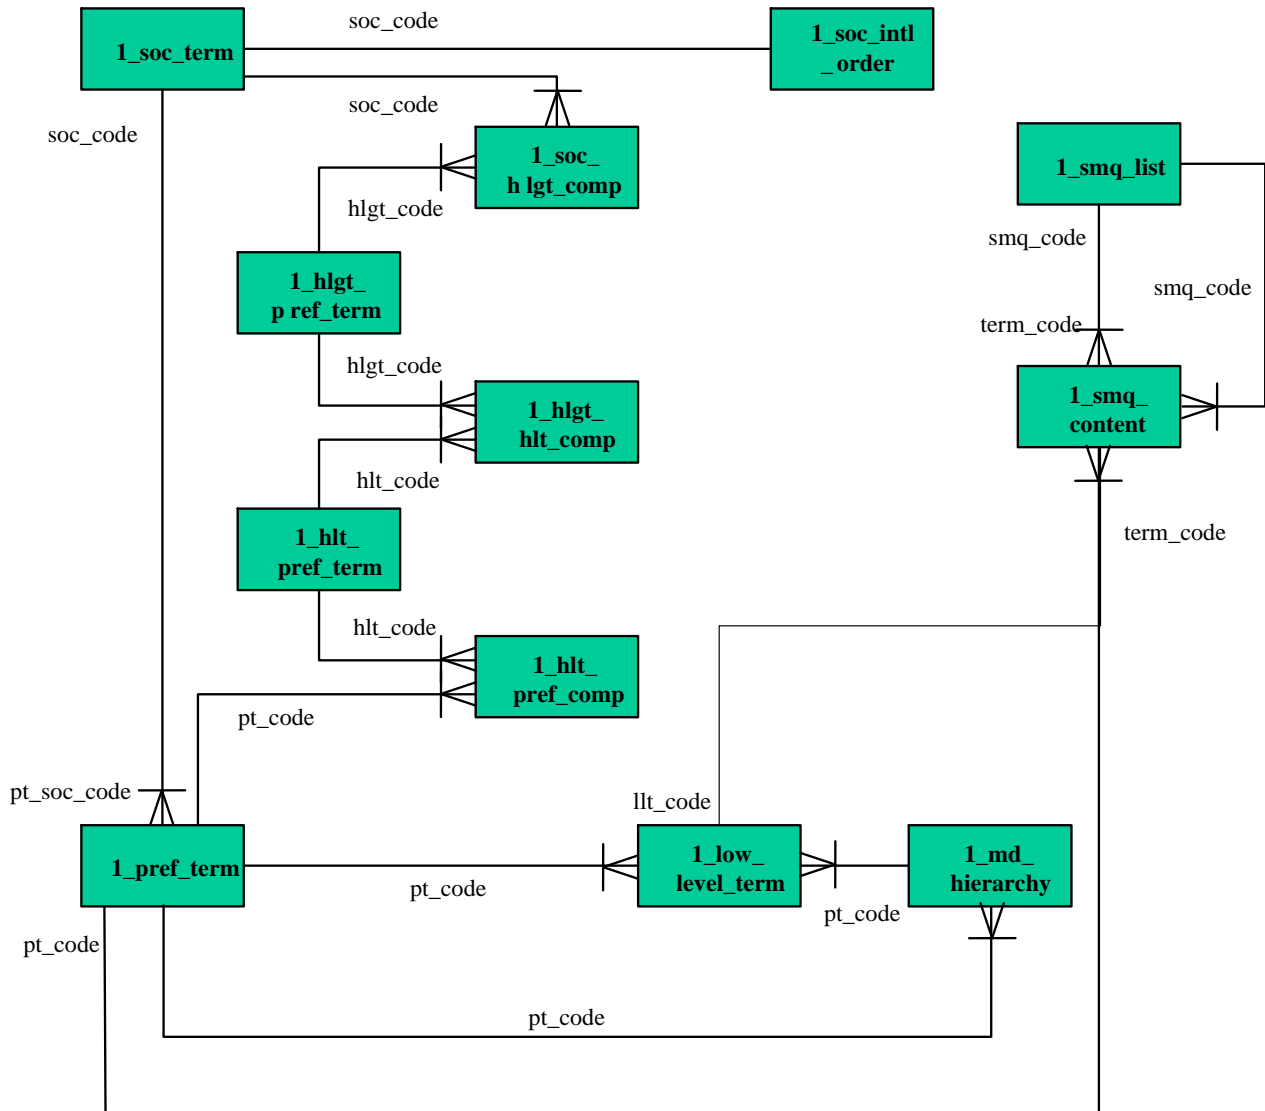 soc_code
1_soc_term
1_soc_intl
_ order
soc_code
soc_code
1_soc_
h lgt_comp
1_smq_list
hlgt_code
smq_code
1_hlgt_
p ref_term
smq_code
term_code
hlgt_code
1_hlgt_
hlt_comp
1_smq_
content
hlt_code
1_hlt_
pref_term
term_code
hlt_code
1_hlt_
pref_comp
pt_code
pt_soc_code
llt_code
1_pref_term
1_low_
level_term
1_md_
hierarchy
pt_code
pt_code
pt_code
pt_code